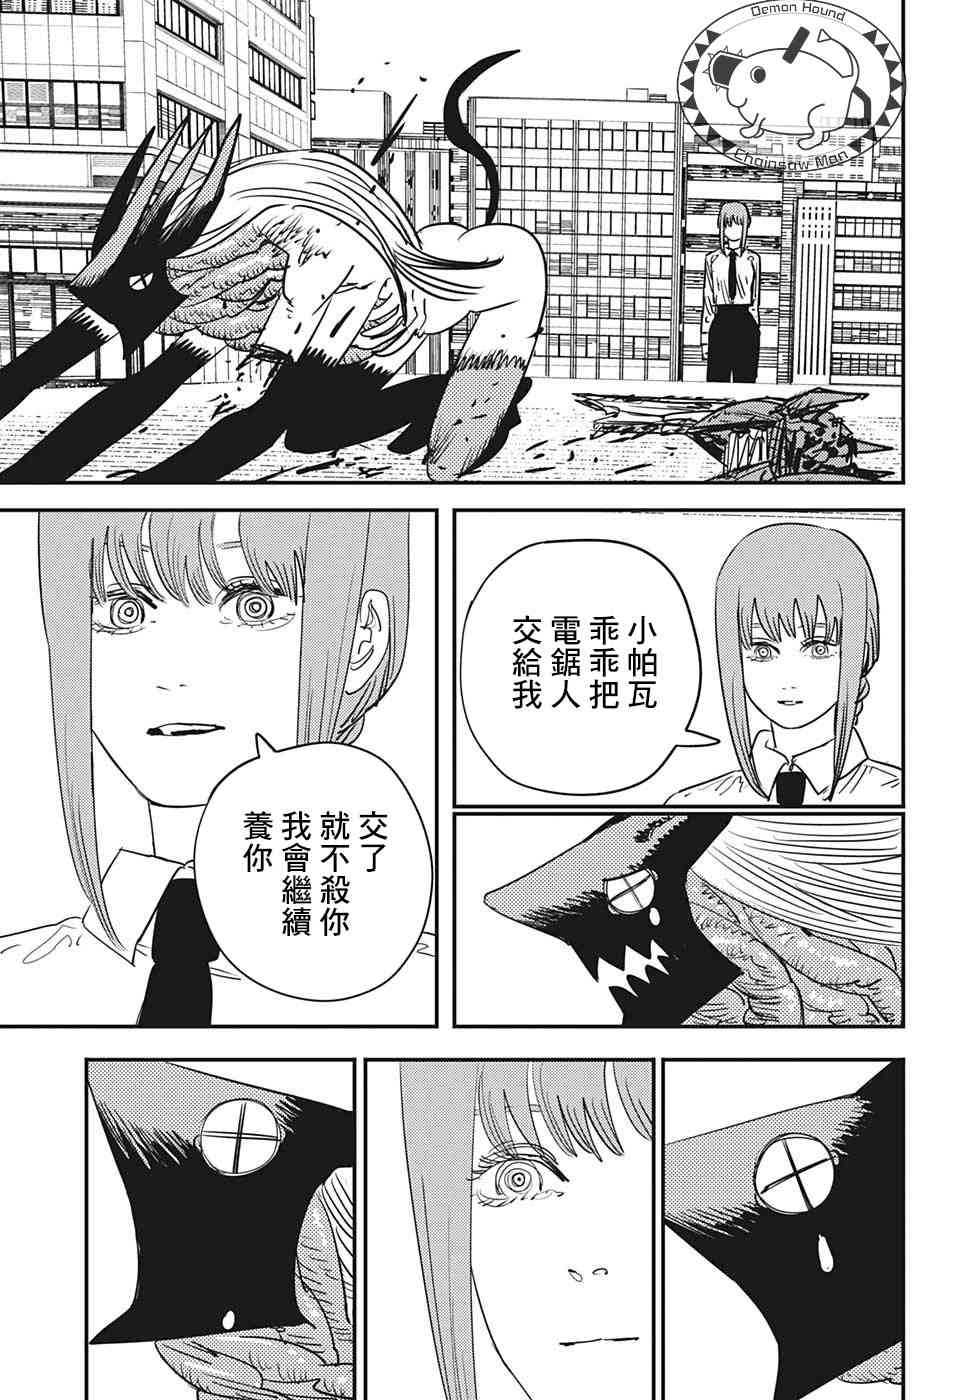 Demon Hound
Chainsaw Man
小帕瓦
乖乖把
電鋸人
交給我
交了
就不殺你
我會繼續
養你